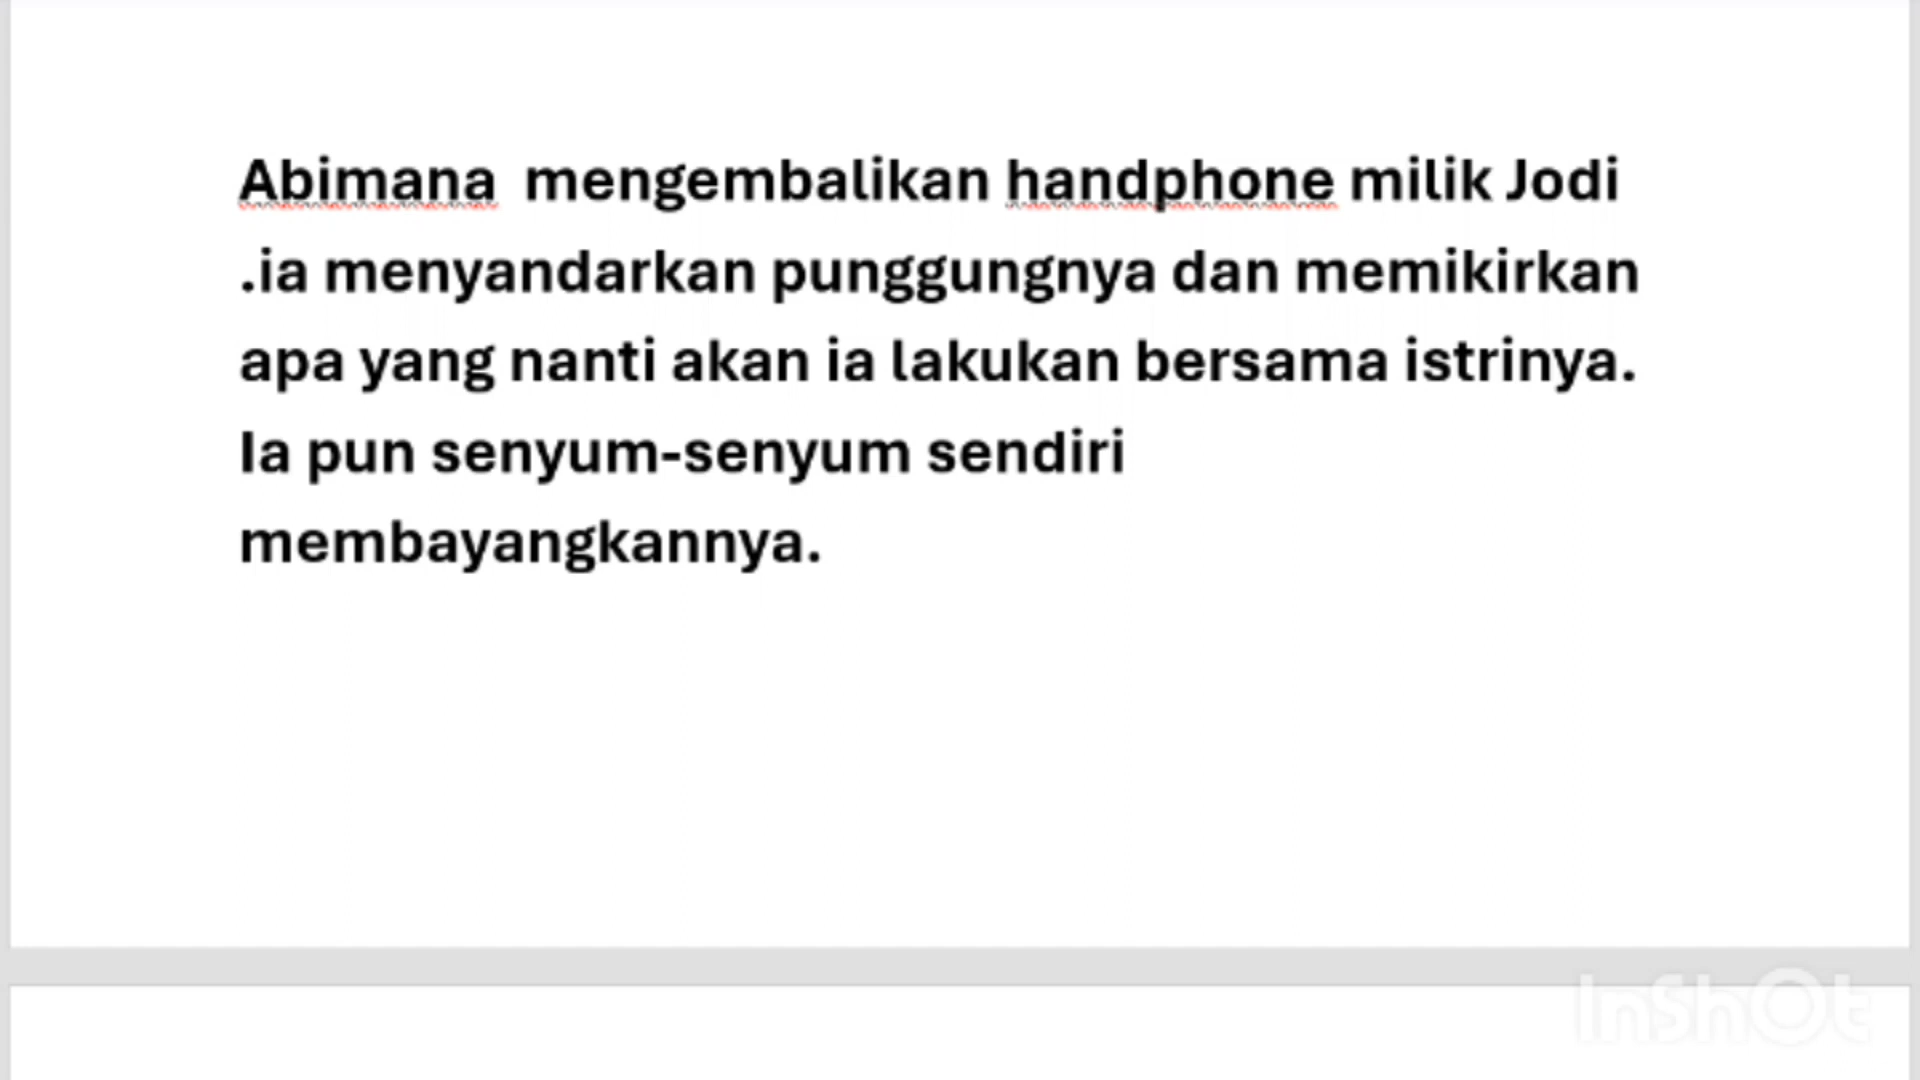 Abimana  mengembalikan handphone milik Jodi
.ia menyandarkan punggungnya dan memikirkan
apa yang nanti akan ia lakukan bersama istrinya.
Ia pun senyum-senyum sendiri
membayangkannya.
InShOt